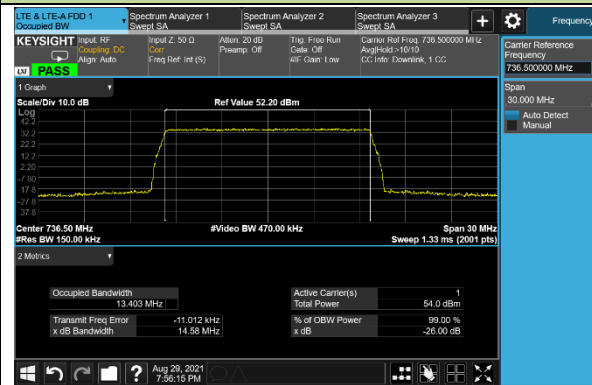 LTE & LTE-A FDD 1
Occupied BW
Spectrum Analyzer 1
Swept SA
Spectrum Analyzer 2
Swept SA
Spectrum Analyzer 3
Swept SA
+
Frequency
KEYSIGHT
Input: RF
Coupling: DC
Align: Auto
Input Z: 50 Ω
Corr
Freq Ref: Int (S)
Atten: 20 dB
Preamp: Off
Trig: Free Run
Gate: Off
#IF Gain: Low
Carrier Ref Freq: 736.500000 MHz
Avg|Hold:>10/10
CC Info: Downlink, 1 CC
LXI PASS
Carrier Reference
Frequency
736.500000 MHz
Span
30.000 MHz
Auto Detect
Manual
1 Graph
Scale/Div 10.0 dB
Ref Value 52.20 dBm
Log
42.2
32.2
22.2
12.2
2.20
-7.80
-17.8
-27.8
-37.8
Center 736.50 MHz
#Video BW 470.00 kHz
Span 30 MHz
#Res BW 150.00 kHz
Sweep 1.33 ms (2001 pts)
2 Metrics
Occupied Bandwidth
13.403 MHz
Active Carrier(s) 1
Total Power 54.0 dBm
Transmit Freq Error -11.012 kHz
x dB Bandwidth 14.58 MHz
% of OBW Power 99.00 %
x dB -26.00 dB
?
Aug 29, 2021
7:56:15 PM